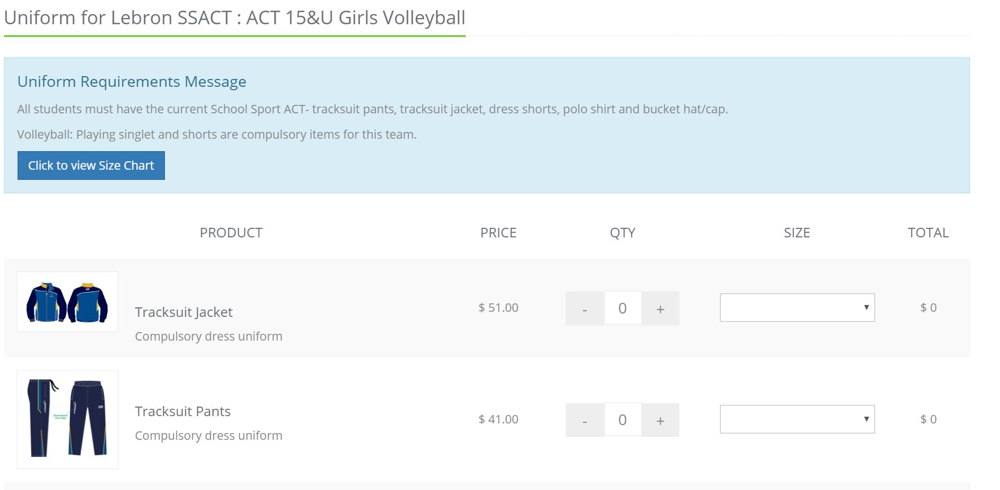 Uniform for Lebron SSACT : ACT 15&U Girls Volleyball
Uniform Requirements Message
All students must have the current School Sport ACT- tracksuit pants, tracksuit jacket, dress shorts, polo shirt and bucket hat/cap.
Volleyball: Playing singlet and shorts are compulsory items for this team.
Click to view Size Chart
PRODUCT PRICE QTY SIZE TOTAL
Tracksuit Jacket
Compulsory dress uniform
$ 51.00 - 0 + $ 0
Tracksuit Pants
Compulsory dress uniform
$ 41.00 - 0 + $ 0